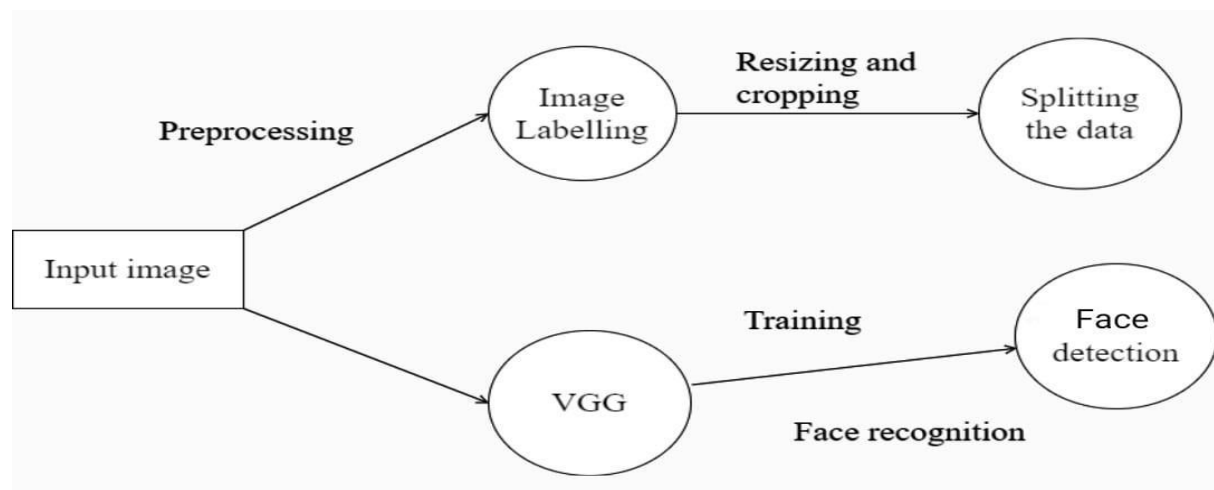 Resizing and
cropping
Image
Labelling
Splitting
the data
Preprocessing
Input image
Training
Face
detection
VGG
Face recognition